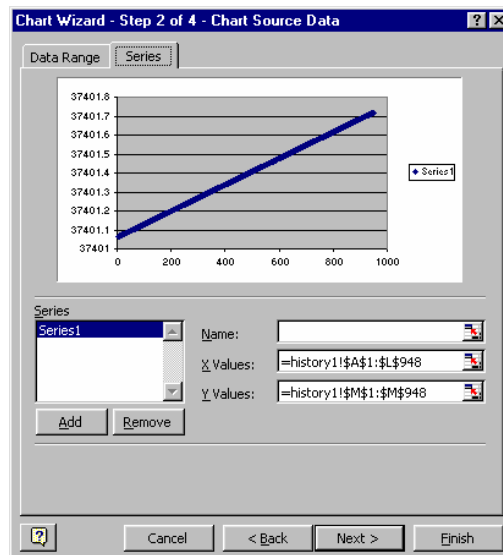 Chart Wizard - Step 2 of 4 - Chart Source Data
Data Range
Series
37401.8
37401.7
37401.6
37401.5
37401.4
37401.3
37401.2
37401.1
37401
0 200 400 600 800 1000
Series1
Series
Series1
Name:
X Values: =history1!$A$1:$L$948
Y Values: =history1!$M$1:$M$948
Add Remove
Cancel < Back Next > Finish